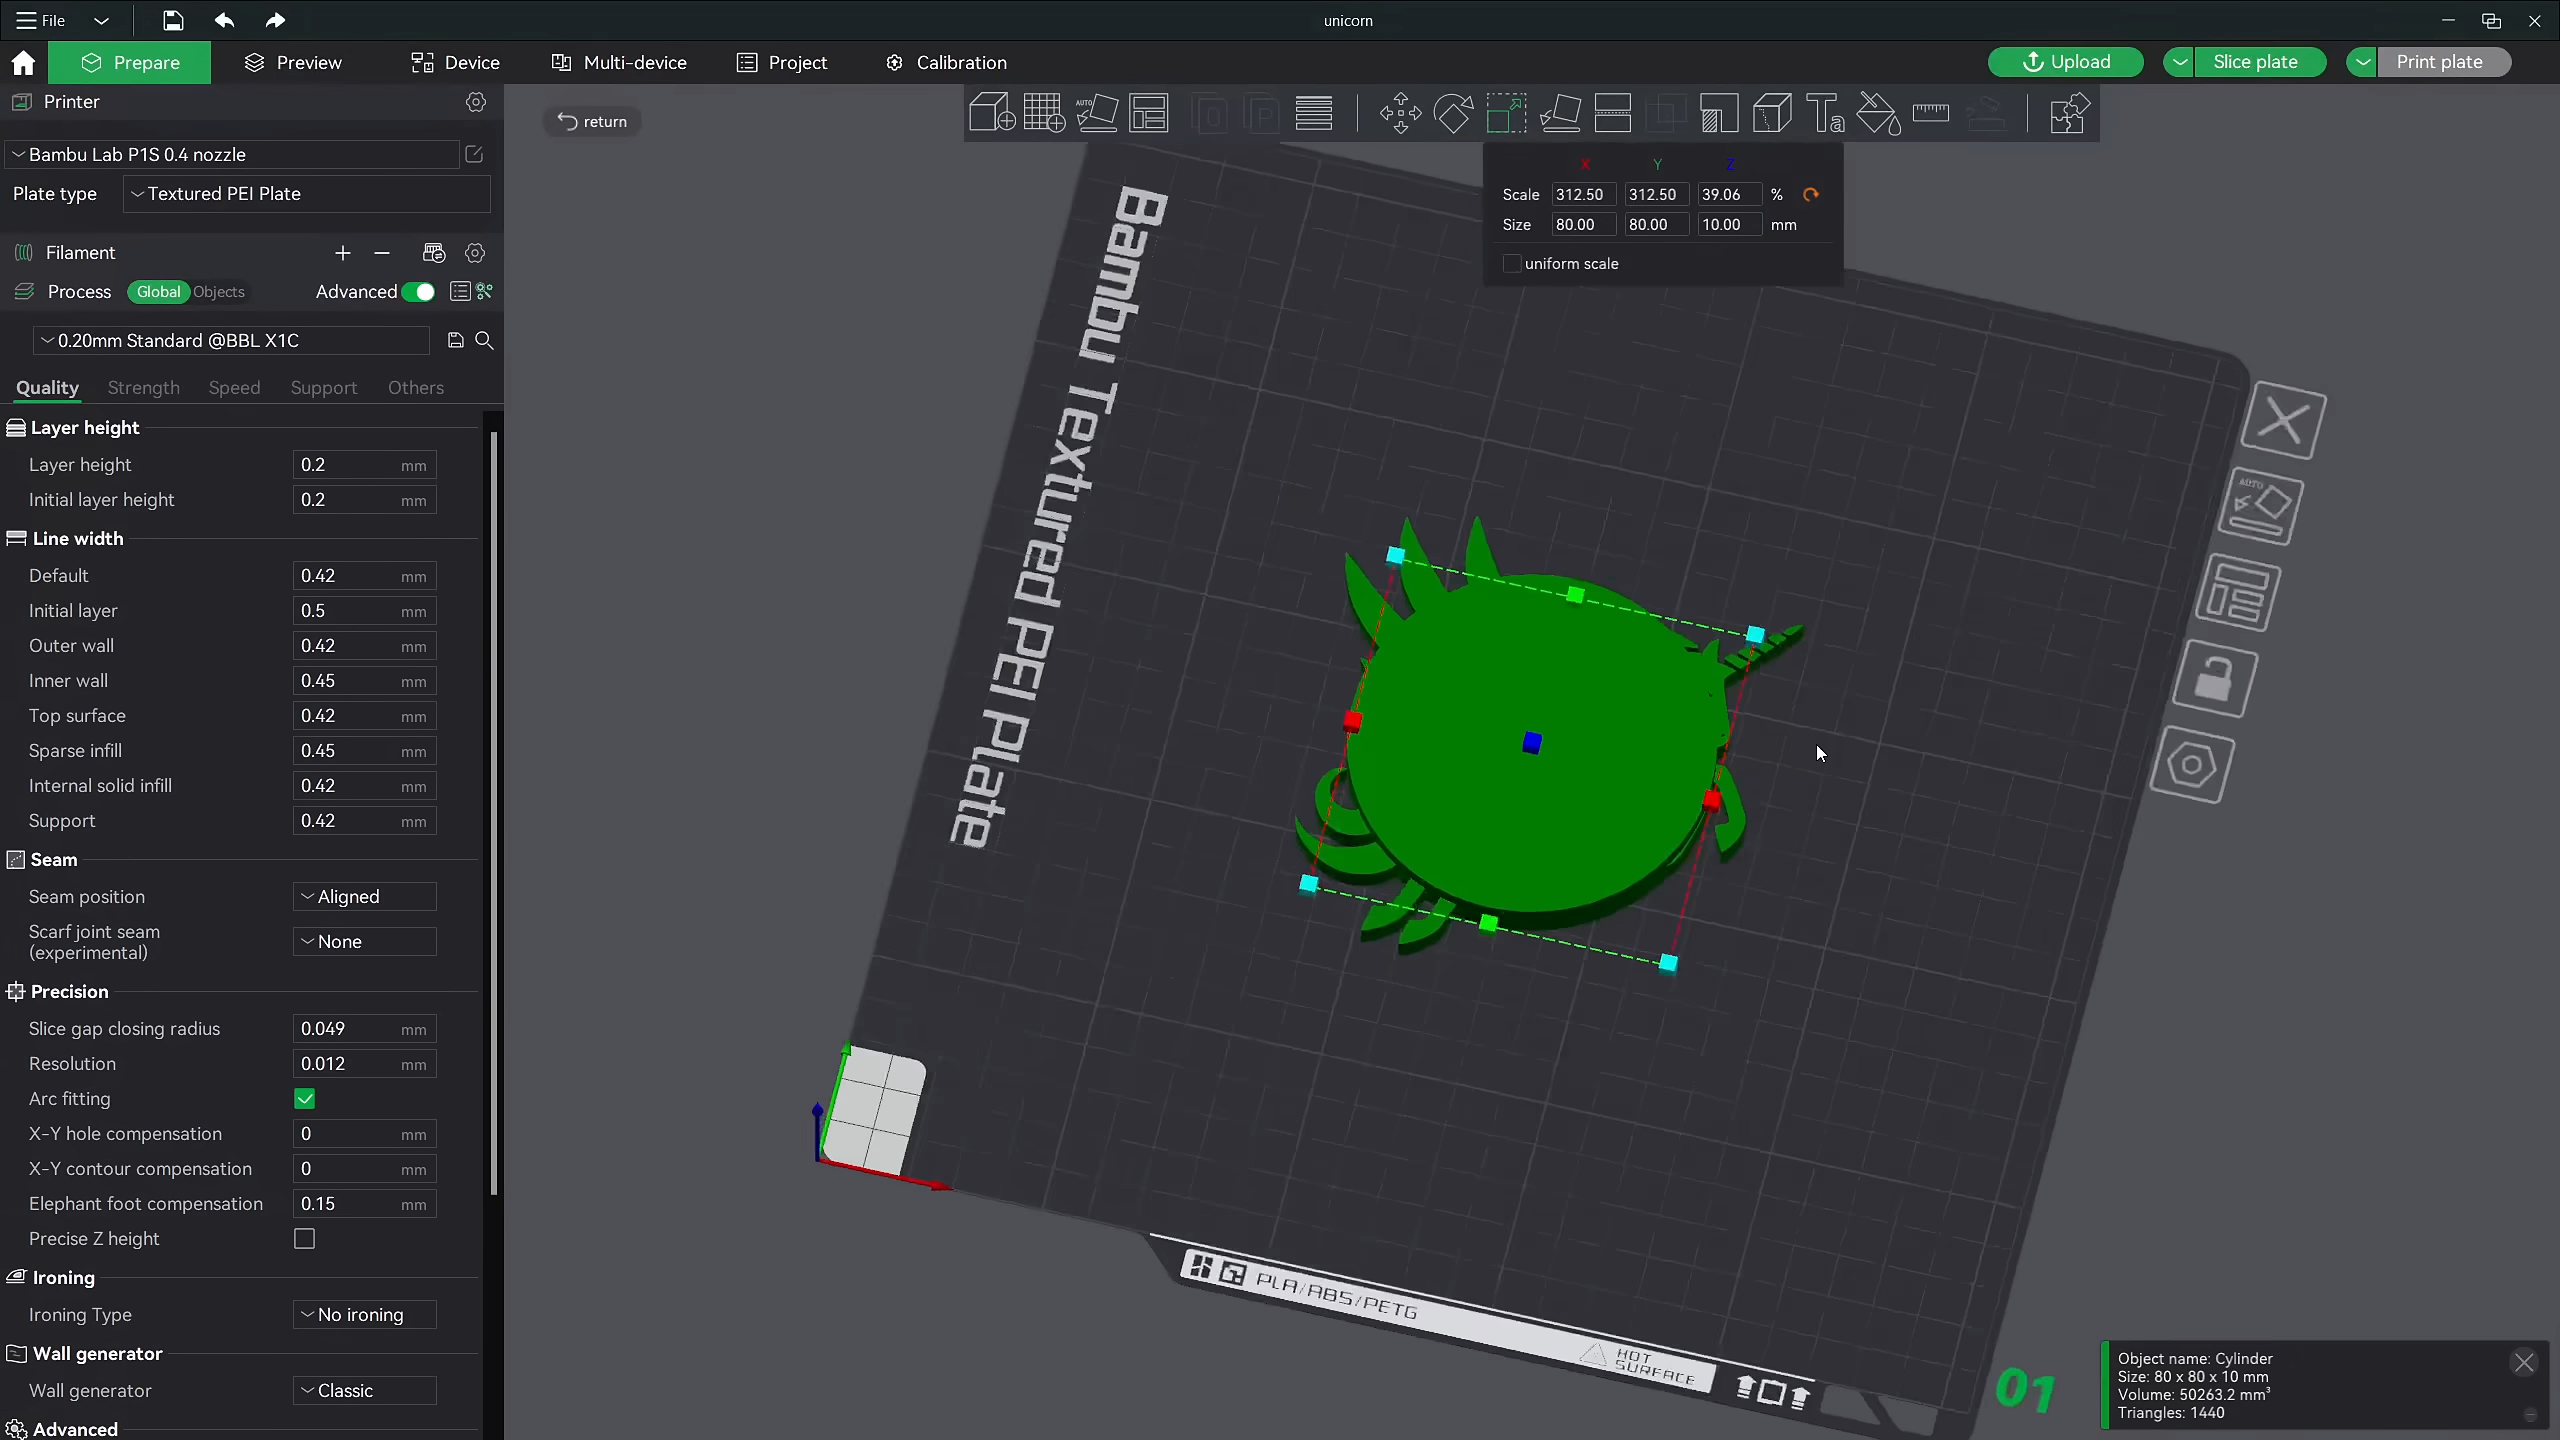 File
unicorn
Prepare
Preview
Device
Multi-device
Project
Calibration
Upload
Slice plate
Print plate
Printer
return
AUTO
Bambu Lab P1S 0.4 nozzle
Plate type
Textured PEI Plate
X Y Z
Scale 312.50 312.50 39.06 %
Size 80.00 80.00 10.00 mm
uniform scale
Filament
Process Global Objects Advanced
0.20mm Standard @BBL X1C
Quality Strength Speed Support Others
Layer height
Layer height 0.2 mm
Initial layer height 0.2 mm
Line width
Default 0.42 mm
Initial layer 0.5 mm
Outer wall 0.42 mm
Inner wall 0.45 mm
Top surface 0.42 mm
Sparse infill 0.45 mm
Internal solid infill 0.42 mm
Support 0.42 mm
Seam
Seam position Aligned
Scarf joint seam
(experimental) None
Precision
Slice gap closing radius 0.049 mm
Resolution 0.012 mm
Arc fitting
X-Y hole compensation 0 mm
X-Y contour compensation 0 mm
Elephant foot compensation 0.15 mm
Precise Z height
Ironing
Ironing Type No ironing
Wall generator
Wall generator Classic
Advanced
Bambu Textured PEI Plate
AUTO
PLA/ABS/PETG
HOT
SURFACE
01
Object name: Cylinder
Size: 80 x 80 x 10 mm
Volume: 50263.2 mm³
Triangles: 1440